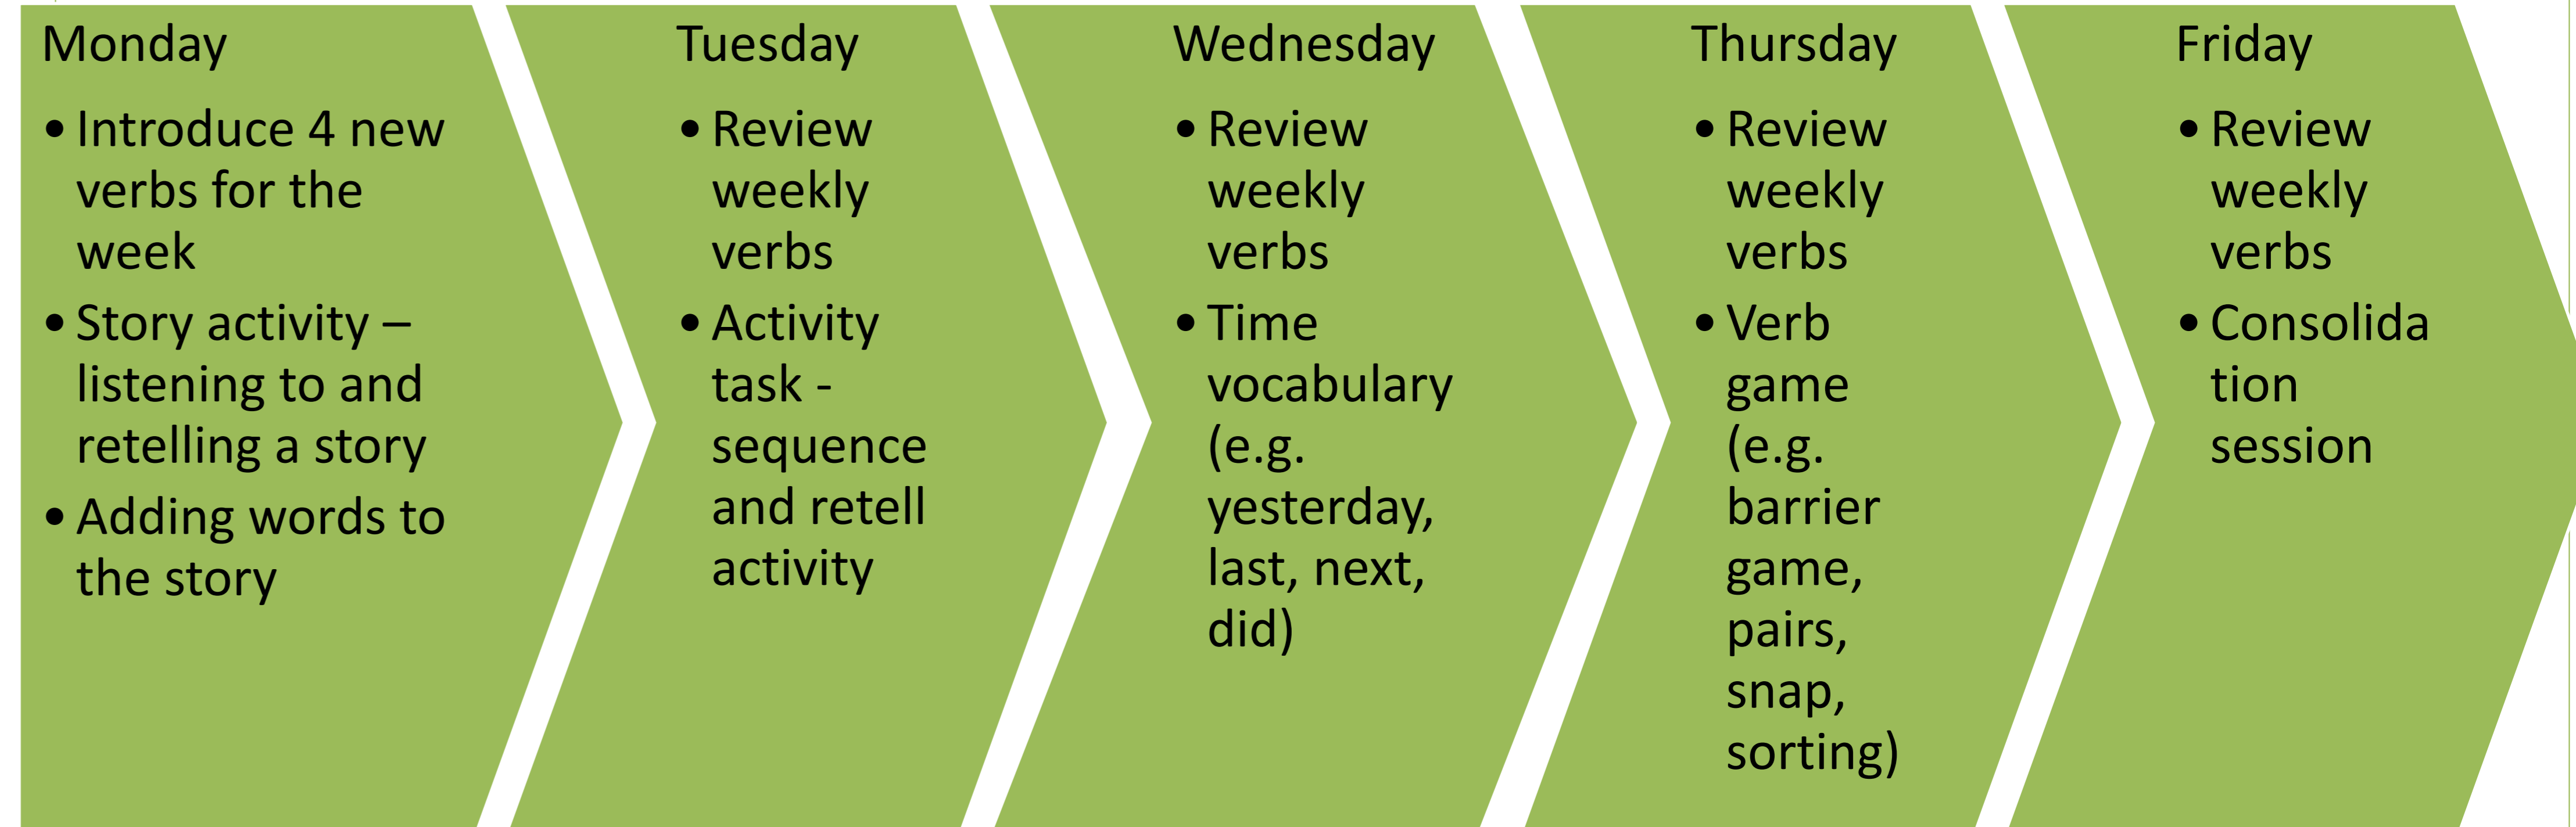 Monday
• Introduce 4 new
verbs for the
week
• Story activity –
listening to and
retelling a story
• Adding words to
the story
Tuesday
• Review
weekly
verbs
• Activity
task -
sequence
and retell
activity
Wednesday
• Review
weekly
verbs
• Time
vocabulary
(e.g.
yesterday,
last, next,
did)
Thursday
• Review
weekly
verbs
• Verb
game
(e.g.
barrier
game,
pairs,
snap,
sorting)
Friday
• Review
weekly
verbs
• Consolida
tion
session